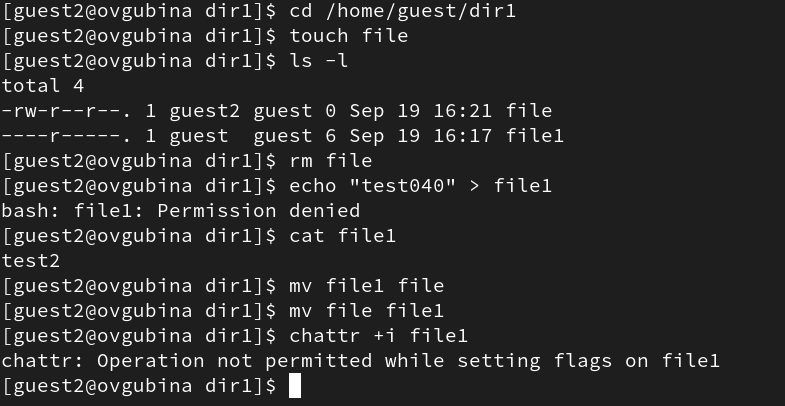 [guest2@ovgubina dir1]$ cd /home/guest/dir1
[guest2@ovgubina dir1]$ touch file
[guest2@ovgubina dir1]$ ls -l
total 4
-rw-r--r--. 1 guest2 guest 0 Sep 19 16:21 file
----r-----. 1 guest  guest 6 Sep 19 16:17 file1
[guest2@ovgubina dir1]$ rm file
[guest2@ovgubina dir1]$ echo "test040" > file1
bash: file1: Permission denied
[guest2@ovgubina dir1]$ cat file1
test2
[guest2@ovgubina dir1]$ mv file1 file
[guest2@ovgubina dir1]$ mv file file1
[guest2@ovgubina dir1]$ chattr +i file1
chattr: Operation not permitted while setting flags on file1
[guest2@ovgubina dir1]$